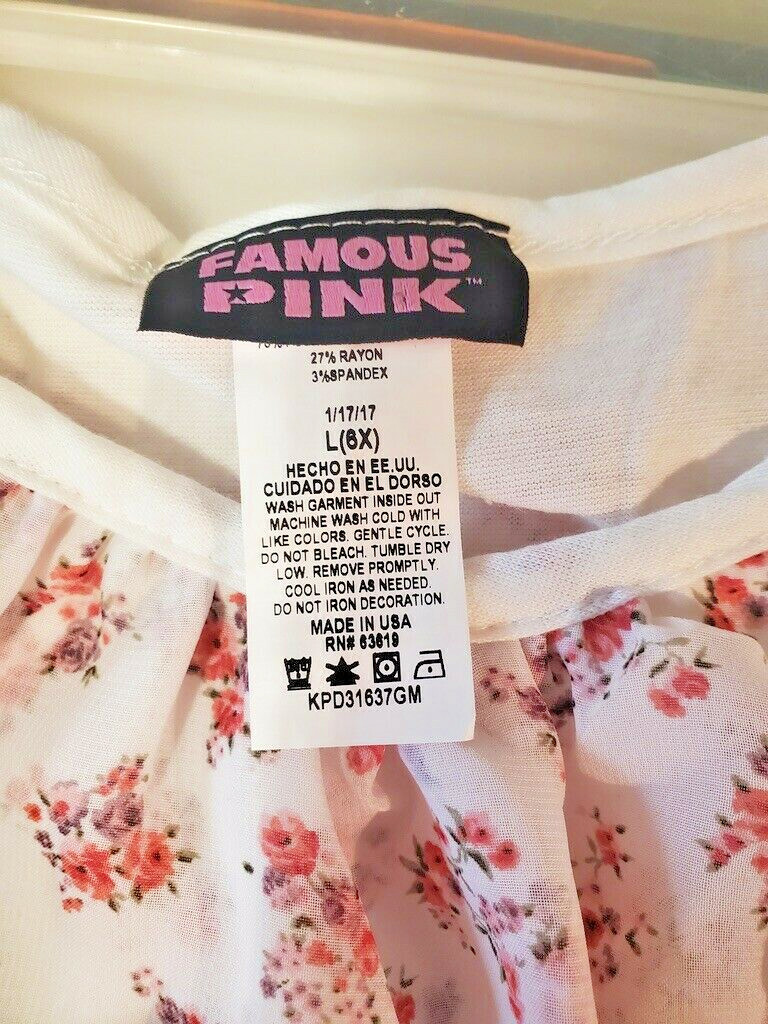 FAMOUS
PINK™
27% RAYON
3%SPANDEX
1/17/17
L(6X)
HECHO EN EE.UU.
CUIDADO EN EL DORSO
WASH GARMENT INSIDE OUT
MACHINE WASH COLD WITH
LIKE COLORS. GENTLE CYCLE.
DO NOT BLEACH. TUMBLE DRY
LOW. REMOVE PROMPTLY.
COOL IRON AS NEEDED.
DO NOT IRON DECORATION.
MADE IN USA
RN# 63619
KPD31637GM